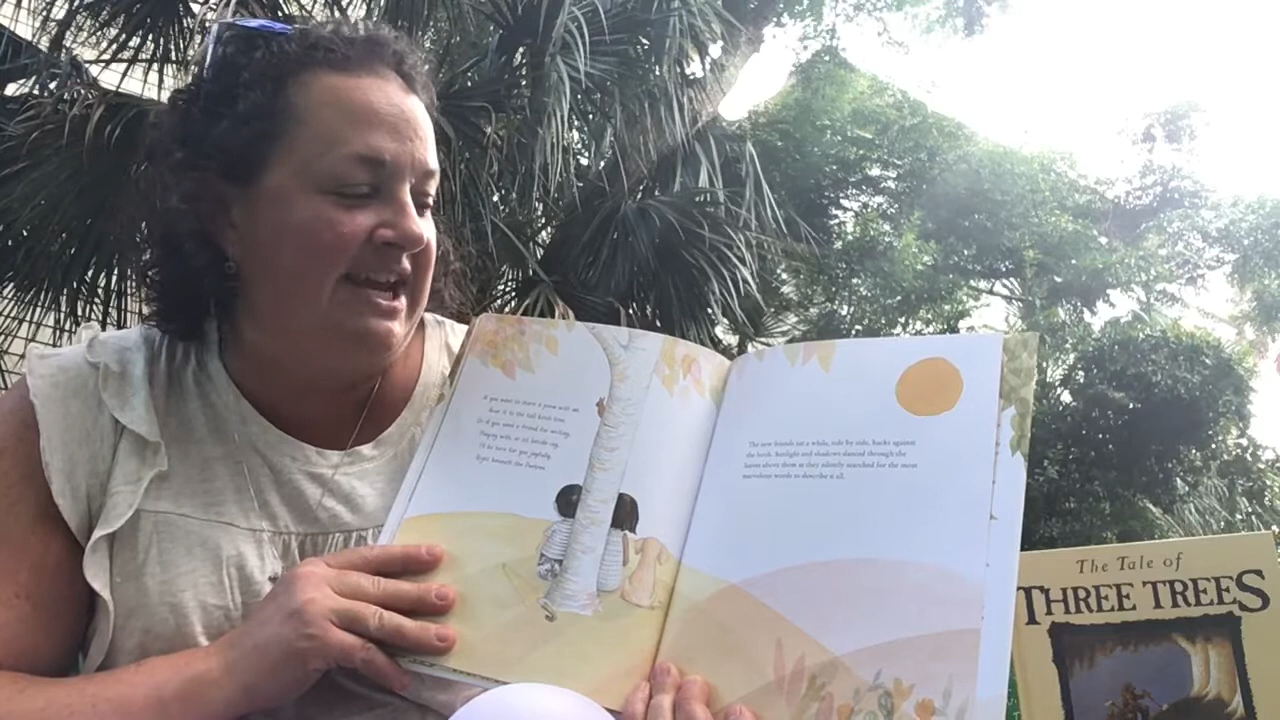 If you want to share a poem with me,
hear it to the tall birch tree.
Or if you need a friend for writing,
Playing with, or sit beside
I'll be here for you joyfully,
Right beneath the
The new friends sat a while, side by side, backs against
the birch. Sunlight and shadows danced through the
leaves above them as they silently searched for the most
marvelous words to describe it all.
The Tale of
THREE TREES